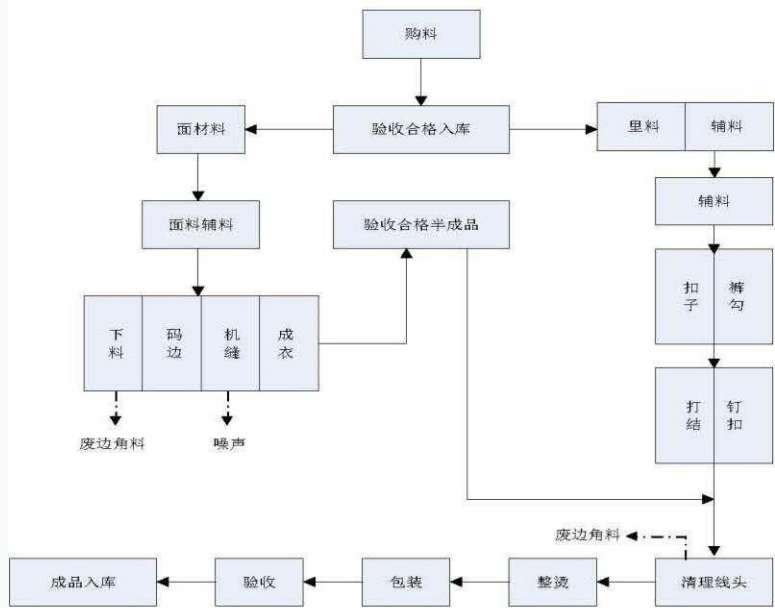 购料
面材料
验收合格入库
里料 辅料
面料辅料
验收合格半成品
辅料
扣子 裤勾
下料 码边 机缝 成衣
打结 钉扣
废边角料 噪声
废边角料
成品入库 验收 包装 整烫 清理线头